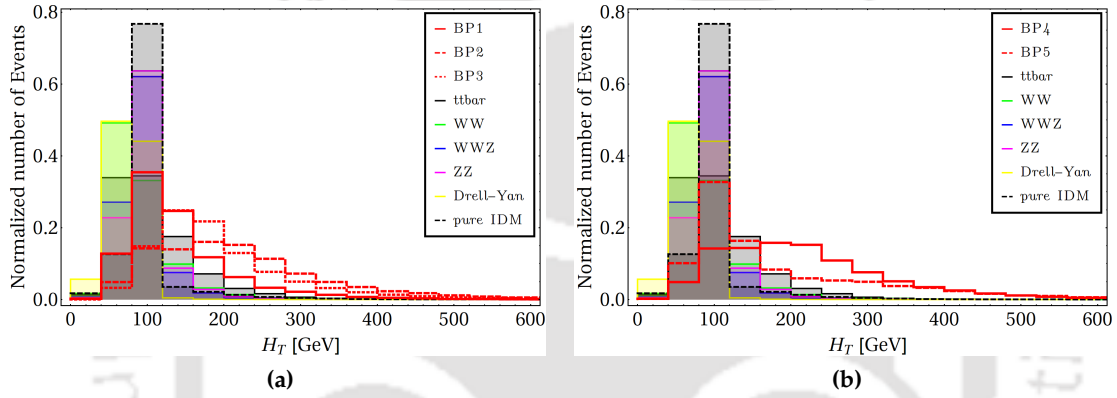 Normalized number of Events
0.8
0.6
0.4
0.2
0.0
0 100 200 300 400 500 600
H_T [GeV]
BP1
BP2
BP3
ttbar
WW
WWZ
ZZ
Drell–Yan
pure IDM
(a)
Normalized number of Events
0.8
0.6
0.4
0.2
0.0
0 100 200 300 400 500 600
H_T [GeV]
BP4
BP5
ttbar
WW
WWZ
ZZ
Drell–Yan
pure IDM
(b)